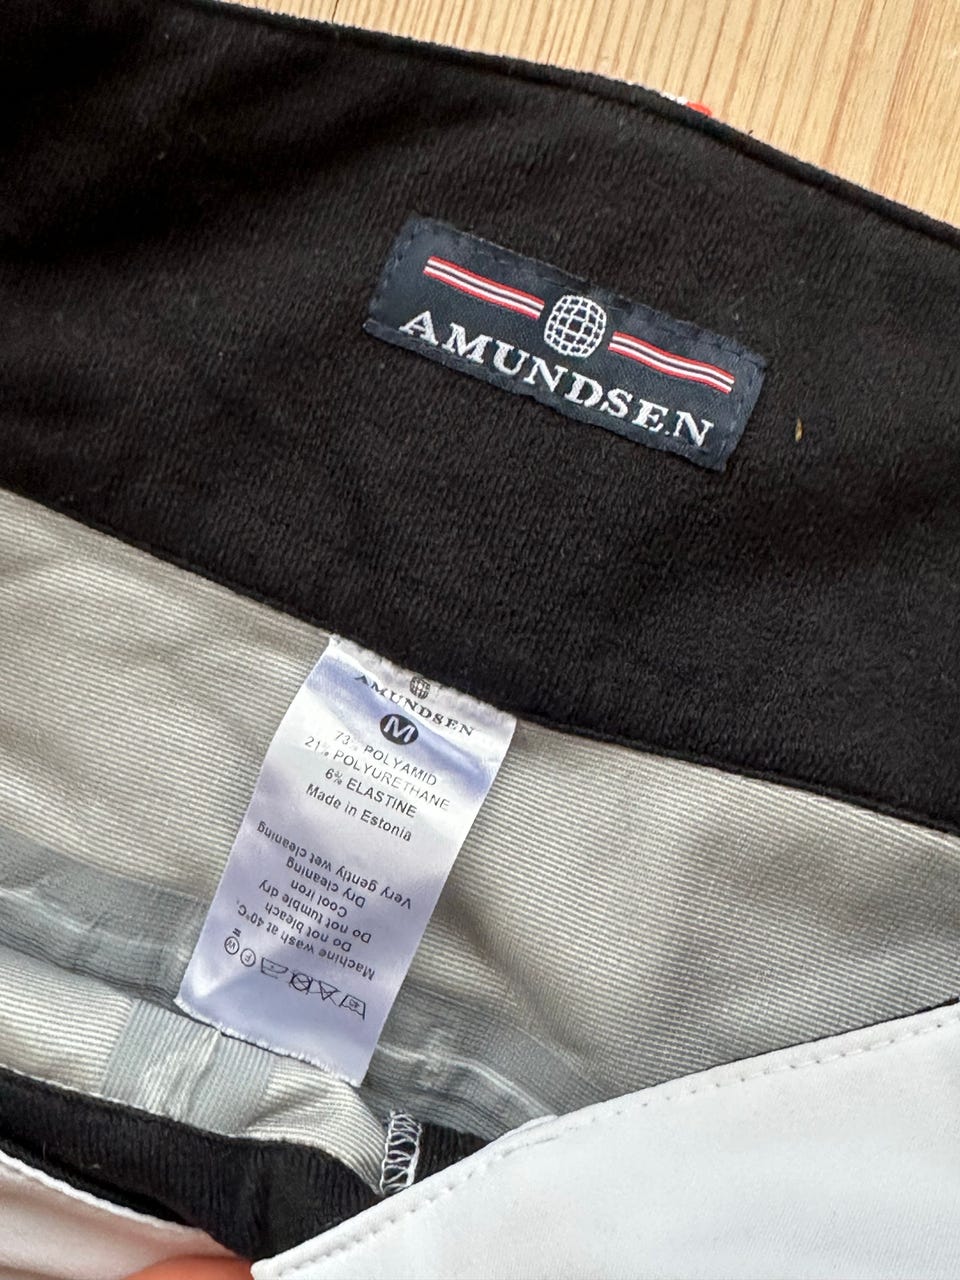 AMUNDSEN
AMUNDSEN
M
73% POLYAMID
21% POLYURETHANE
6% ELASTINE
Made in Estonia
Machine wash at 40°C.
Do not bleach
Do not tumble dry
Cool iron
Dry cleaning
Very gently wet cleaning